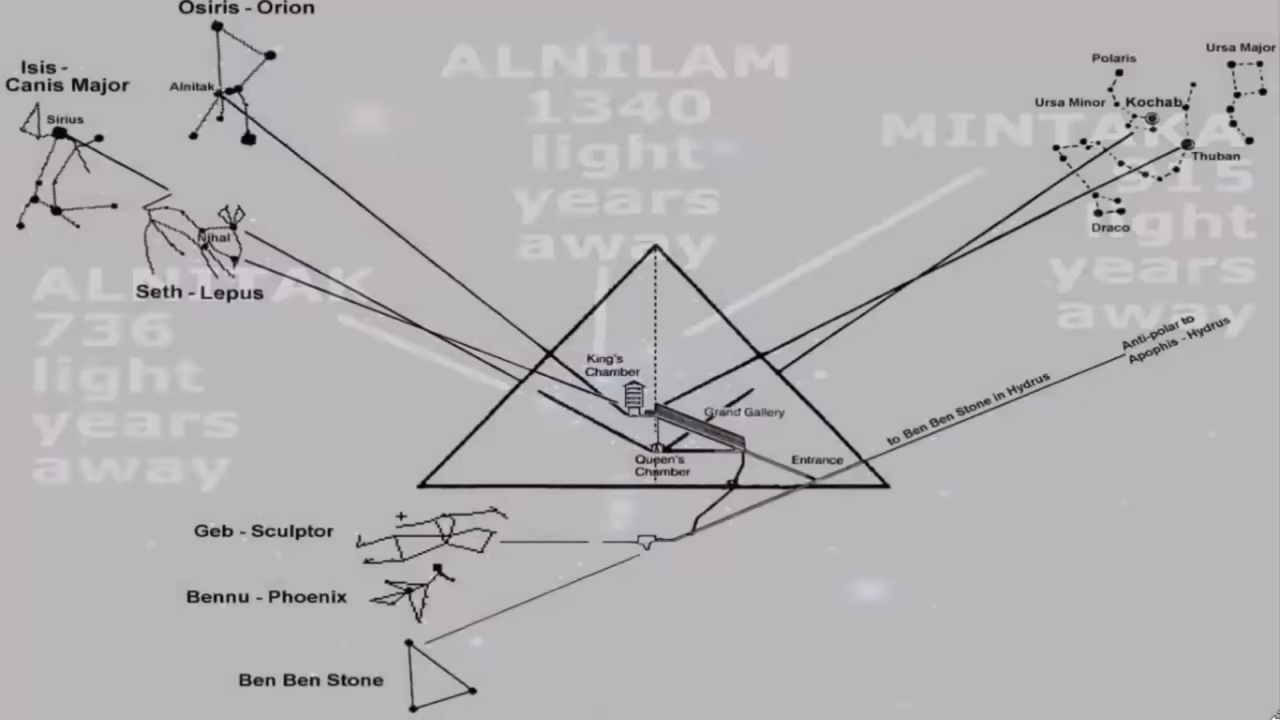 Osiris - Orion
Isis -
Canis Major
Sirius
Alnitak
Nihal
Seth - Lepus
ALNILAM
1340
light
years
away
Polaris
Ursa Major
Ursa Minor
Kochab
Thuban
Draco
MINTAKA
915
light
years
away
ALNITAK
736
light
years
away
King's
Chamber
Grand Gallery
Queen's
Chamber
Entrance
to Ben Ben Stone in Hydrus
Anti-polar to
Apophis - Hydrus
Geb - Sculptor
Bennu - Phoenix
Ben Ben Stone